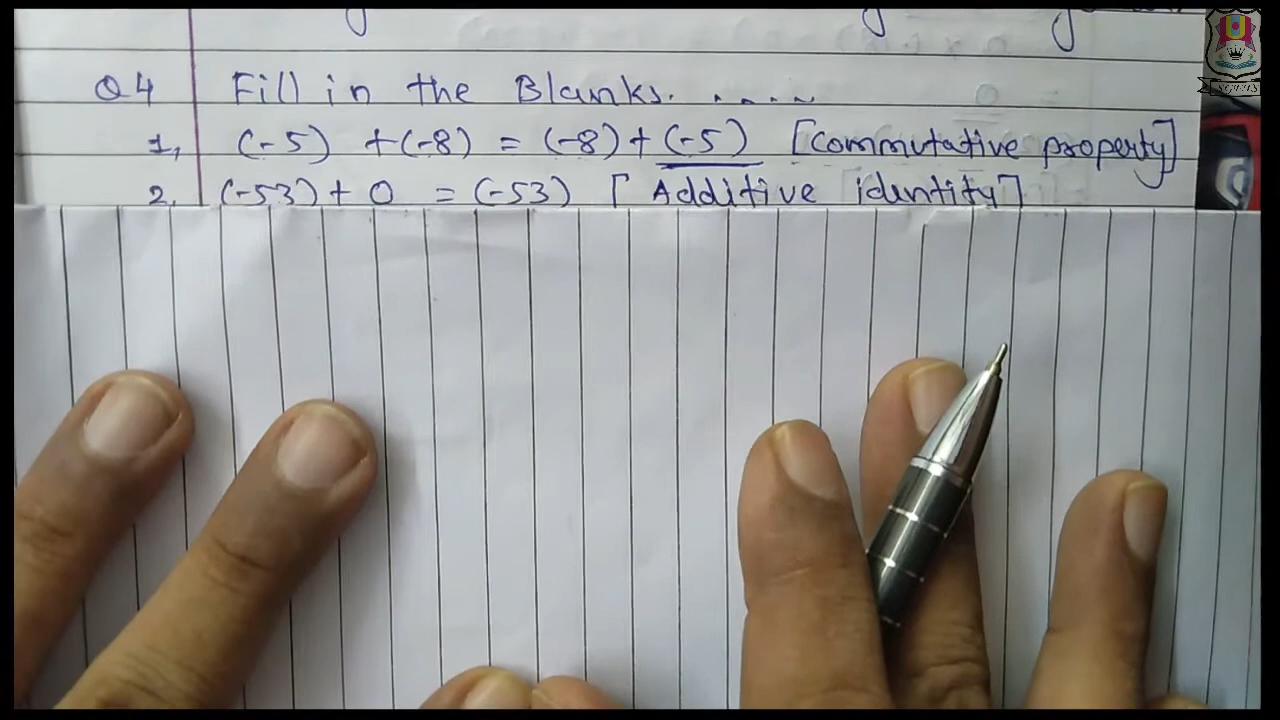 Q4 Fill in the Blanks. ....
1, (-5) + (-8) = (-8) + (-5) [Commutative property]
2. (-53) + 0 = (-53) [Additive identity]